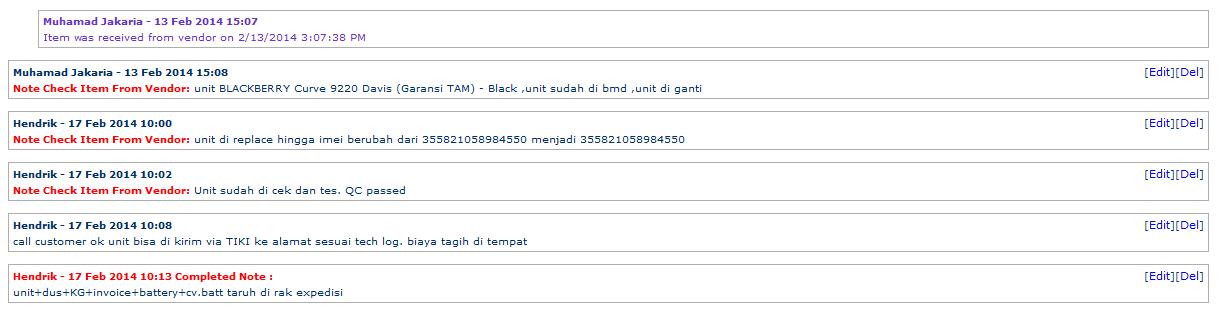 Muhamad Jakaria - 13 Feb 2014 15:07
Item was received from vendor on 2/13/2014 3:07:38 PM
Muhamad Jakaria - 13 Feb 2014 15:08 [Edit][Del]
Note Check Item From Vendor: unit BLACKBERRY Curve 9220 Davis (Garansi TAM) - Black ,unit sudah di bmd ,unit di ganti
Hendrik - 17 Feb 2014 10:00 [Edit][Del]
Note Check Item From Vendor: unit di replace hingga imei berubah dari 355821058984550 menjadi 355821058984550
Hendrik - 17 Feb 2014 10:02 [Edit][Del]
Note Check Item From Vendor: Unit sudah di cek dan tes. QC passed
Hendrik - 17 Feb 2014 10:08 [Edit][Del]
call customer ok unit bisa di kirim via TIKI ke alamat sesuai tech log. biaya tagih di tempat
Hendrik - 17 Feb 2014 10:13 Completed Note : [Edit][Del]
unit+dus+KG+invoice+battery+cv.batt taruh di rak expedisi